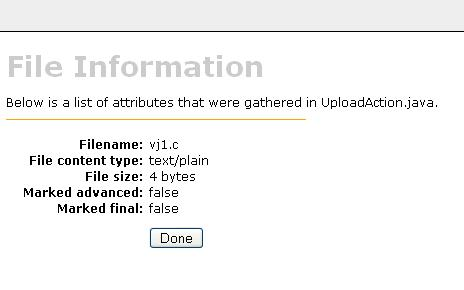 File Information
Below is a list of attributes that were gathered in UploadAction.java.
Filename: vj1.c
File content type: text/plain
File size: 4 bytes
Marked advanced: false
Marked final: false
Done